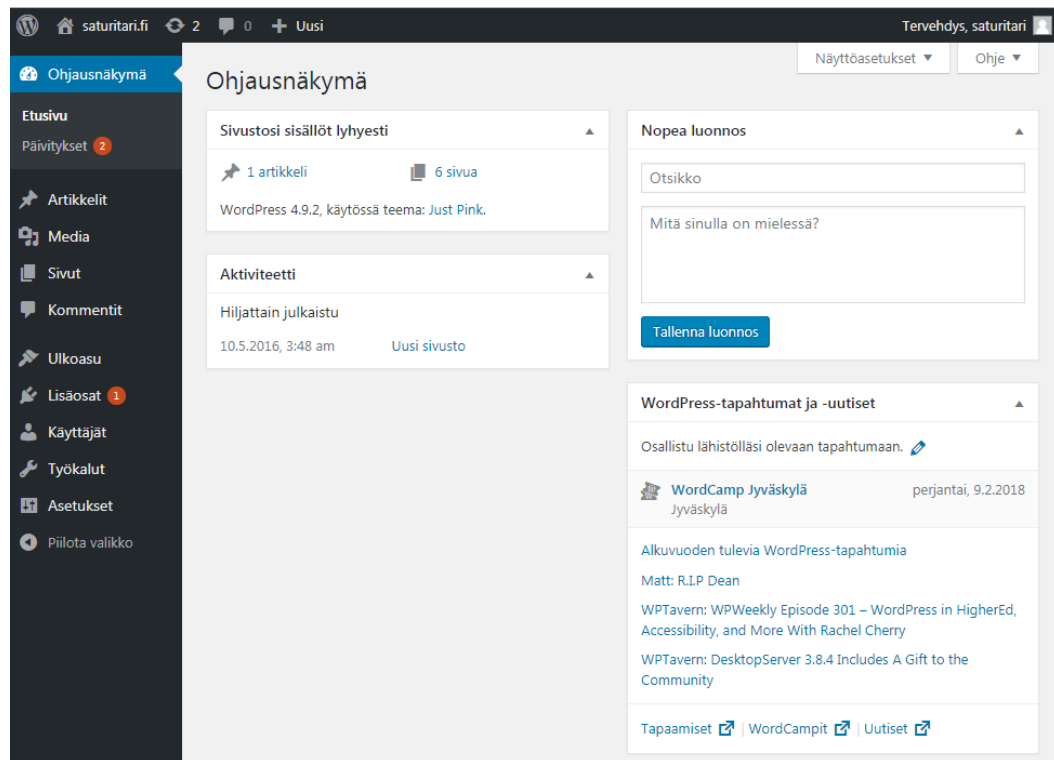 saturitari.fi 2 0 + Uusi Tervehdys, saturitari
Näyttöasetukset ▼ Ohje ▼
Ohjausnäkymä
Etusivu
Päivitykset 2
Artikkelit
Media
Sivut
Kommentit
Ulkoasu
Lisäosat 1
Käyttäjät
Työkalut
Asetukset
Piilota valikko
Ohjausnäkymä
Sivustosi sisällöt lyhyesti
1 artikkeli 6 sivua
WordPress 4.9.2, käytössä teema: Just Pink.
Aktiviteetti
Hiljattain julkaistu
10.5.2016, 3:48 am Uusi sivusto
Nopea luonnos
Otsikko
Mitä sinulla on mielessä?
Tallenna luonnos
WordPress-tapahtumat ja -uutiset
Osallistu lähistölläsi olevaan tapahtumaan.
WordCamp Jyväskylä perjantai, 9.2.2018
Jyväskylä
Alkuvuoden tulevia WordPress-tapahtumia
Matt: R.I.P Dean
WPTavern: WPWeekly Episode 301 – WordPress in HigherEd,
Accessibility, and More With Rachel Cherry
WPTavern: DesktopServer 3.8.4 Includes A Gift to the
Community
Tapaamiset | WordCampit | Uutiset